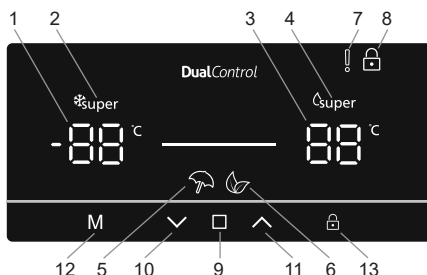 1 2 3 4 7 8
DualControl
super super
-88 °C 88 °C
M
12 5 10 9 11 6 13